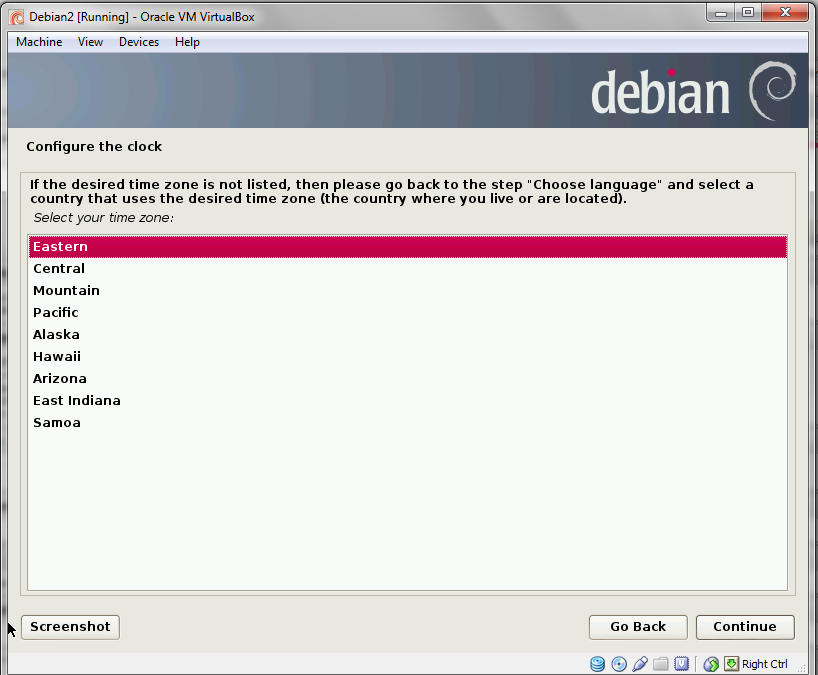 Debian2 [Running] - Oracle VM VirtualBox
Machine View Devices Help
debian
Configure the clock
If the desired time zone is not listed, then please go back to the step "Choose language" and select a
country that uses the desired time zone (the country where you live or are located).
Select your time zone:
Eastern
Central
Mountain
Pacific
Alaska
Hawaii
Arizona
East Indiana
Samoa
Screenshot Go Back Continue
Right Ctrl